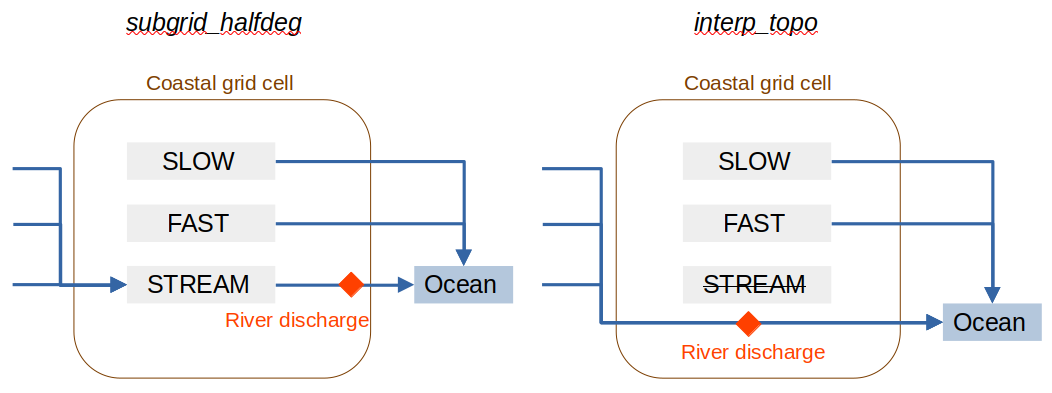 subgrid_halfdeg
Coastal grid cell
SLOW
FAST
STREAM
Ocean
River discharge
interp_topo
Coastal grid cell
SLOW
FAST
STREAM
Ocean
River discharge